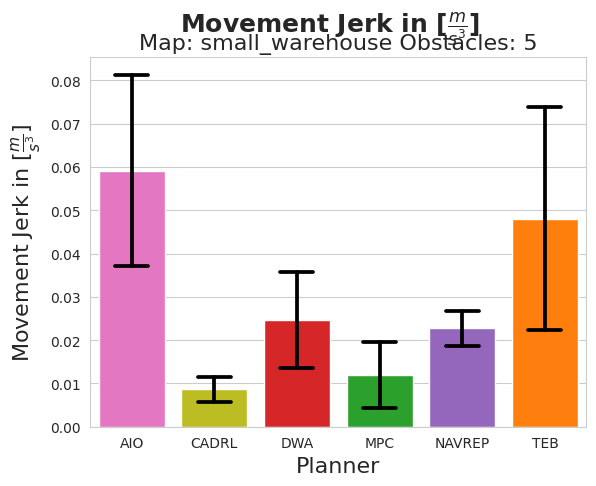 Movement Jerk in [m/s³]
Map: small_warehouse Obstacles: 5
Movement Jerk in [m/s³]
0.08
0.07
0.06
0.05
0.04
0.03
0.02
0.01
0.00
AIO CADRL DWA MPC NAVREP TEB
Planner